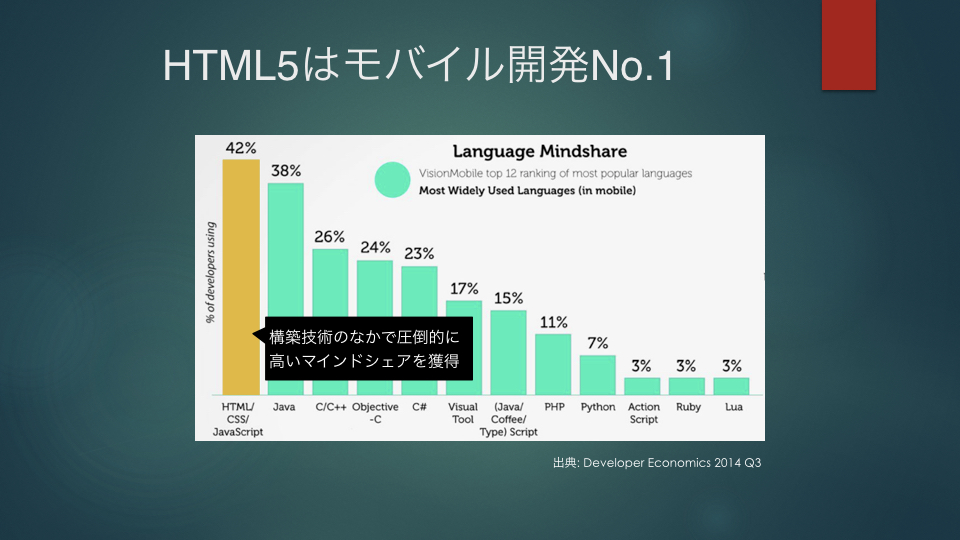 HTML5はモバイル開発No.1
Language Mindshare
VisionMobile top 12 ranking of most popular languages
Most Widely Used Languages (in mobile)
% of developers using
42%
38%
26%
24%
23%
17%
15%
11%
7%
3%
3%
3%
構築技術のなかで圧倒的に
高いマインドシェアを獲得
HTML/
CSS/
JavaScript
Java
C/C++
Objective
-C
C#
Visual
Tool
(Java/
Coffee/
Type) Script
PHP
Python
Action
Script
Ruby
Lua
出典: Developer Economics 2014 Q3